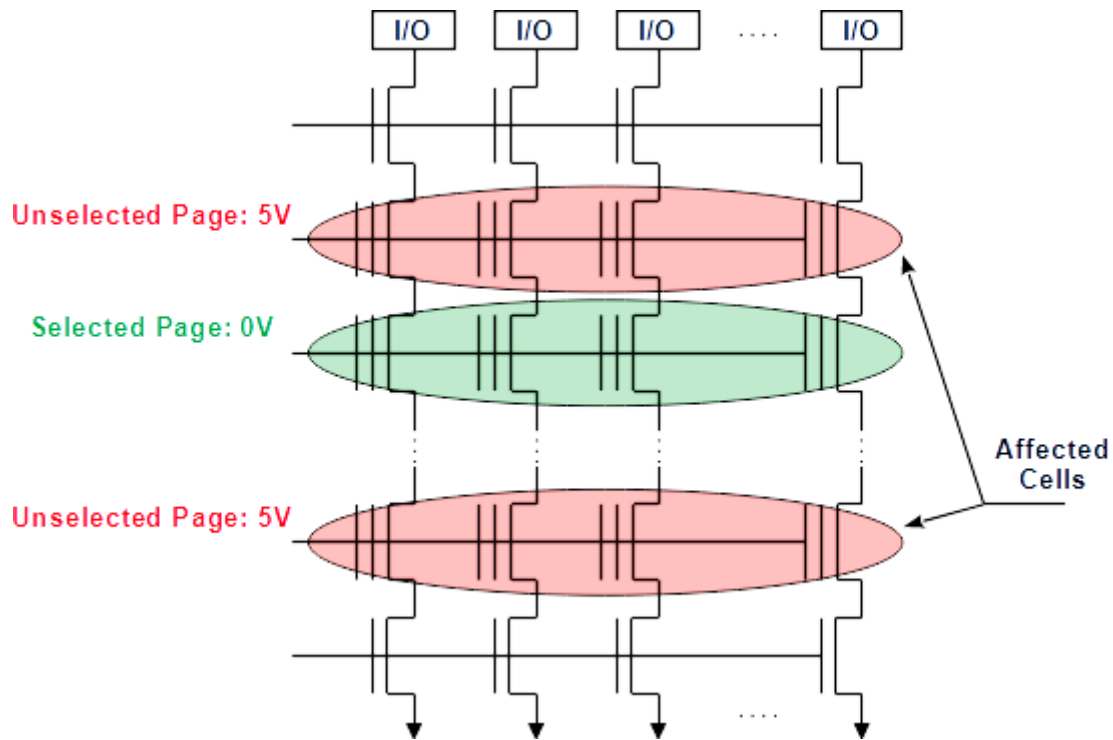 I/O I/O I/O .... I/O
Unselected Page: 5V
Selected Page: 0V
Affected
Cells
Unselected Page: 5V
....